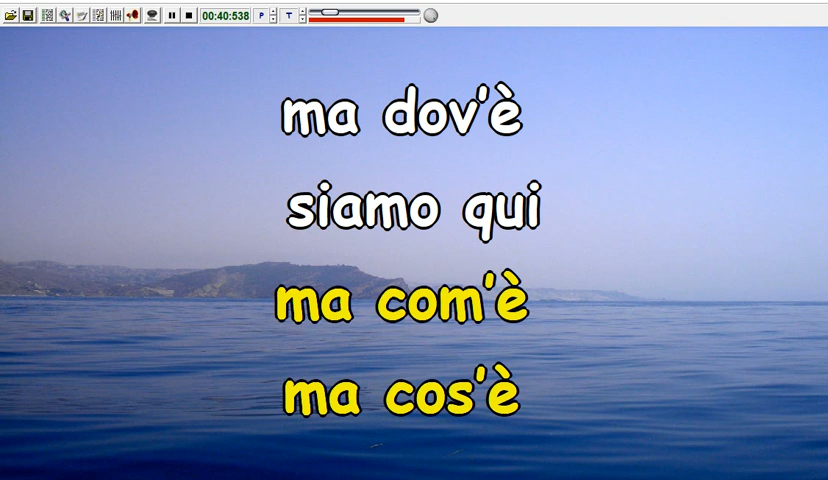 00:40:538
P
T
ma dov'è
siamo qui
ma com'è
ma cos'è